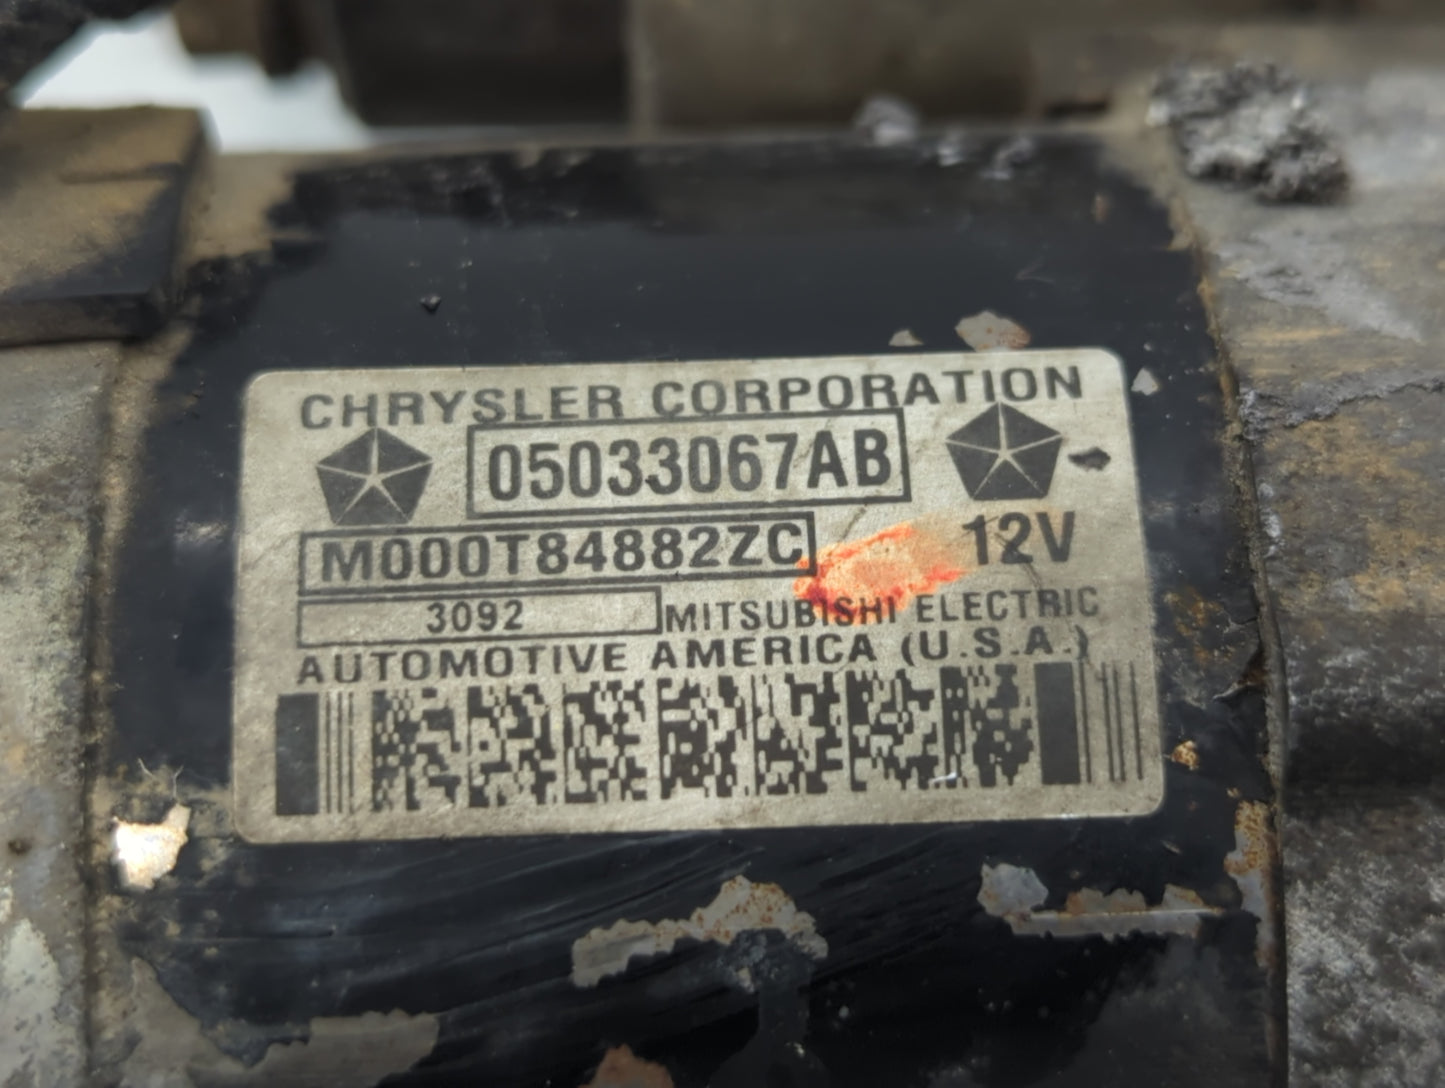 CHRYSLER CORPORATION
05033067AB
M000T84882ZC 12V
3092 MITSUBISHI ELECTRIC
AUTOMOTIVE AMERICA (U.S.A.)